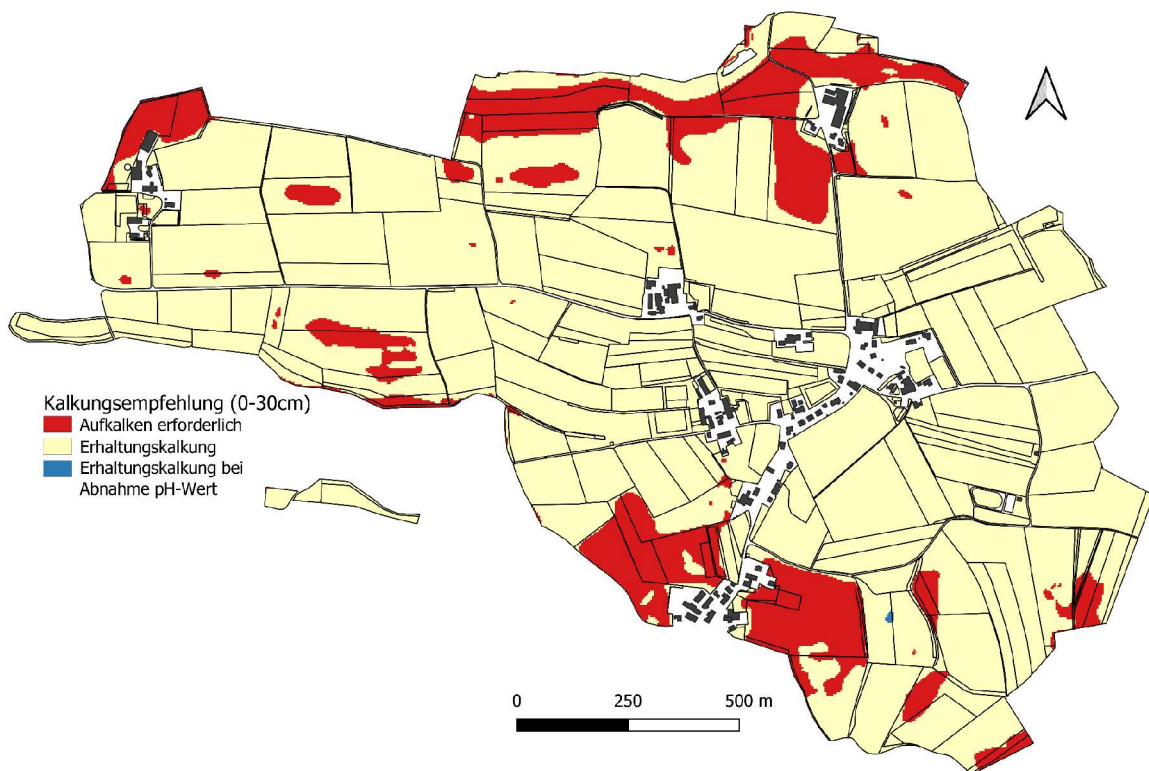 Kalkungsempfehlung (0-30cm)
Aufkalken erforderlich
Erhaltungskalkung
Erhaltungskalkung bei
Abnahme pH-Wert
0 250 500 m